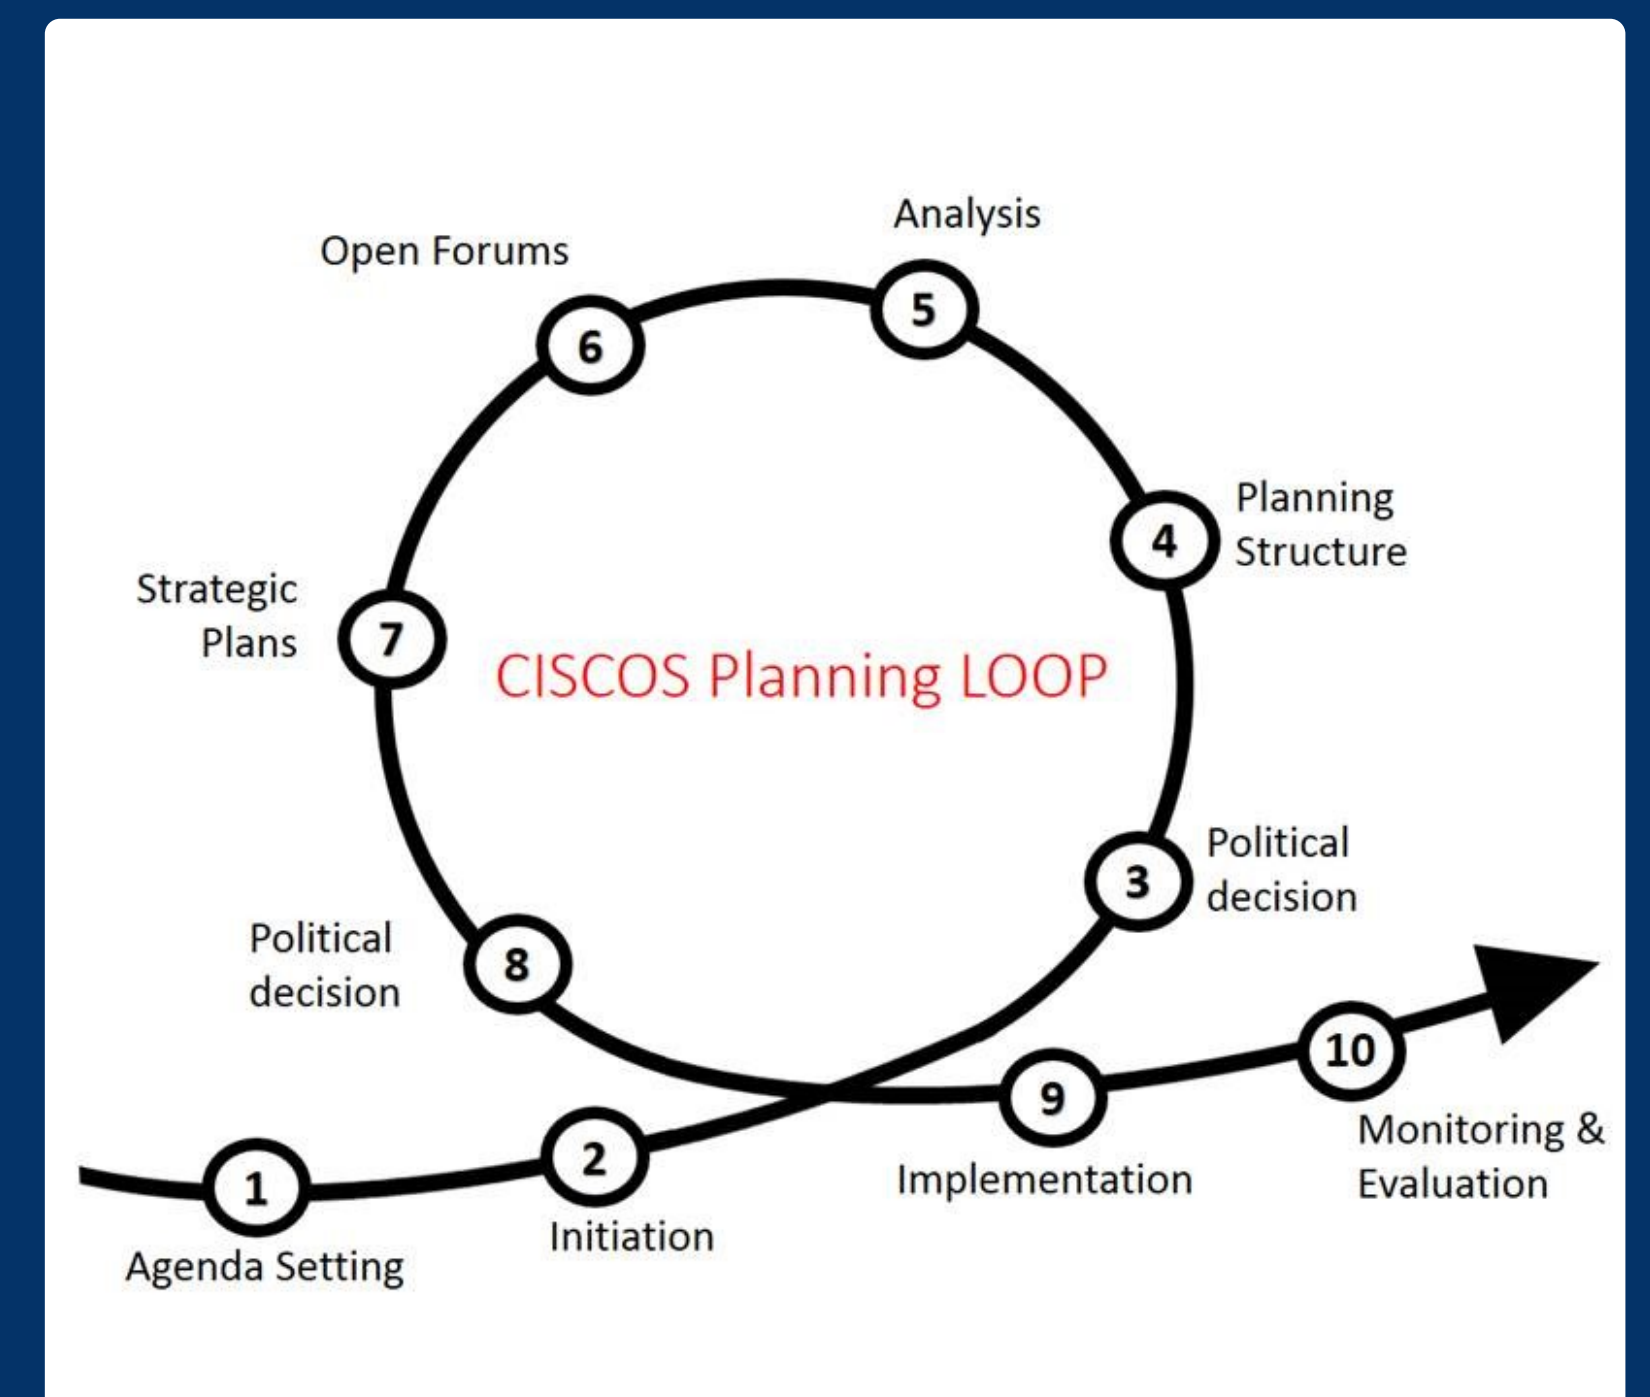 Analysis
Open Forums
5
6
Planning
Structure
4
Strategic
Plans
7
CISCOS Planning LOOP
Political
decision
3
Political
decision
8
10
9
Monitoring &
Evaluation
2
Implementation
1
Initiation
Agenda Setting